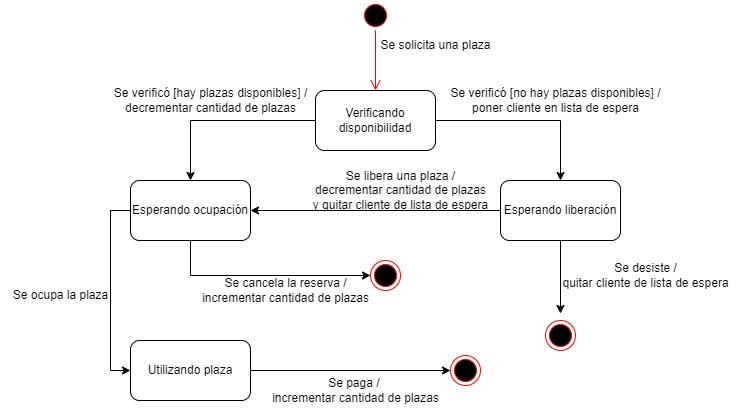 Se solicita una plaza
Se verificó [hay plazas disponibles] /
decrementar cantidad de plazas
Verificando
disponibilidad
Se verificó [no hay plazas disponibles] /
poner cliente en lista de espera
Se libera una plaza /
decrementar cantidad de plazas
y quitar cliente de lista de espera
Esperando ocupación
Esperando liberación
Se cancela la reserva /
incrementar cantidad de plazas
Se desiste /
quitar cliente de lista de espera
Se ocupa la plaza
Utilizando plaza
Se paga /
incrementar cantidad de plazas